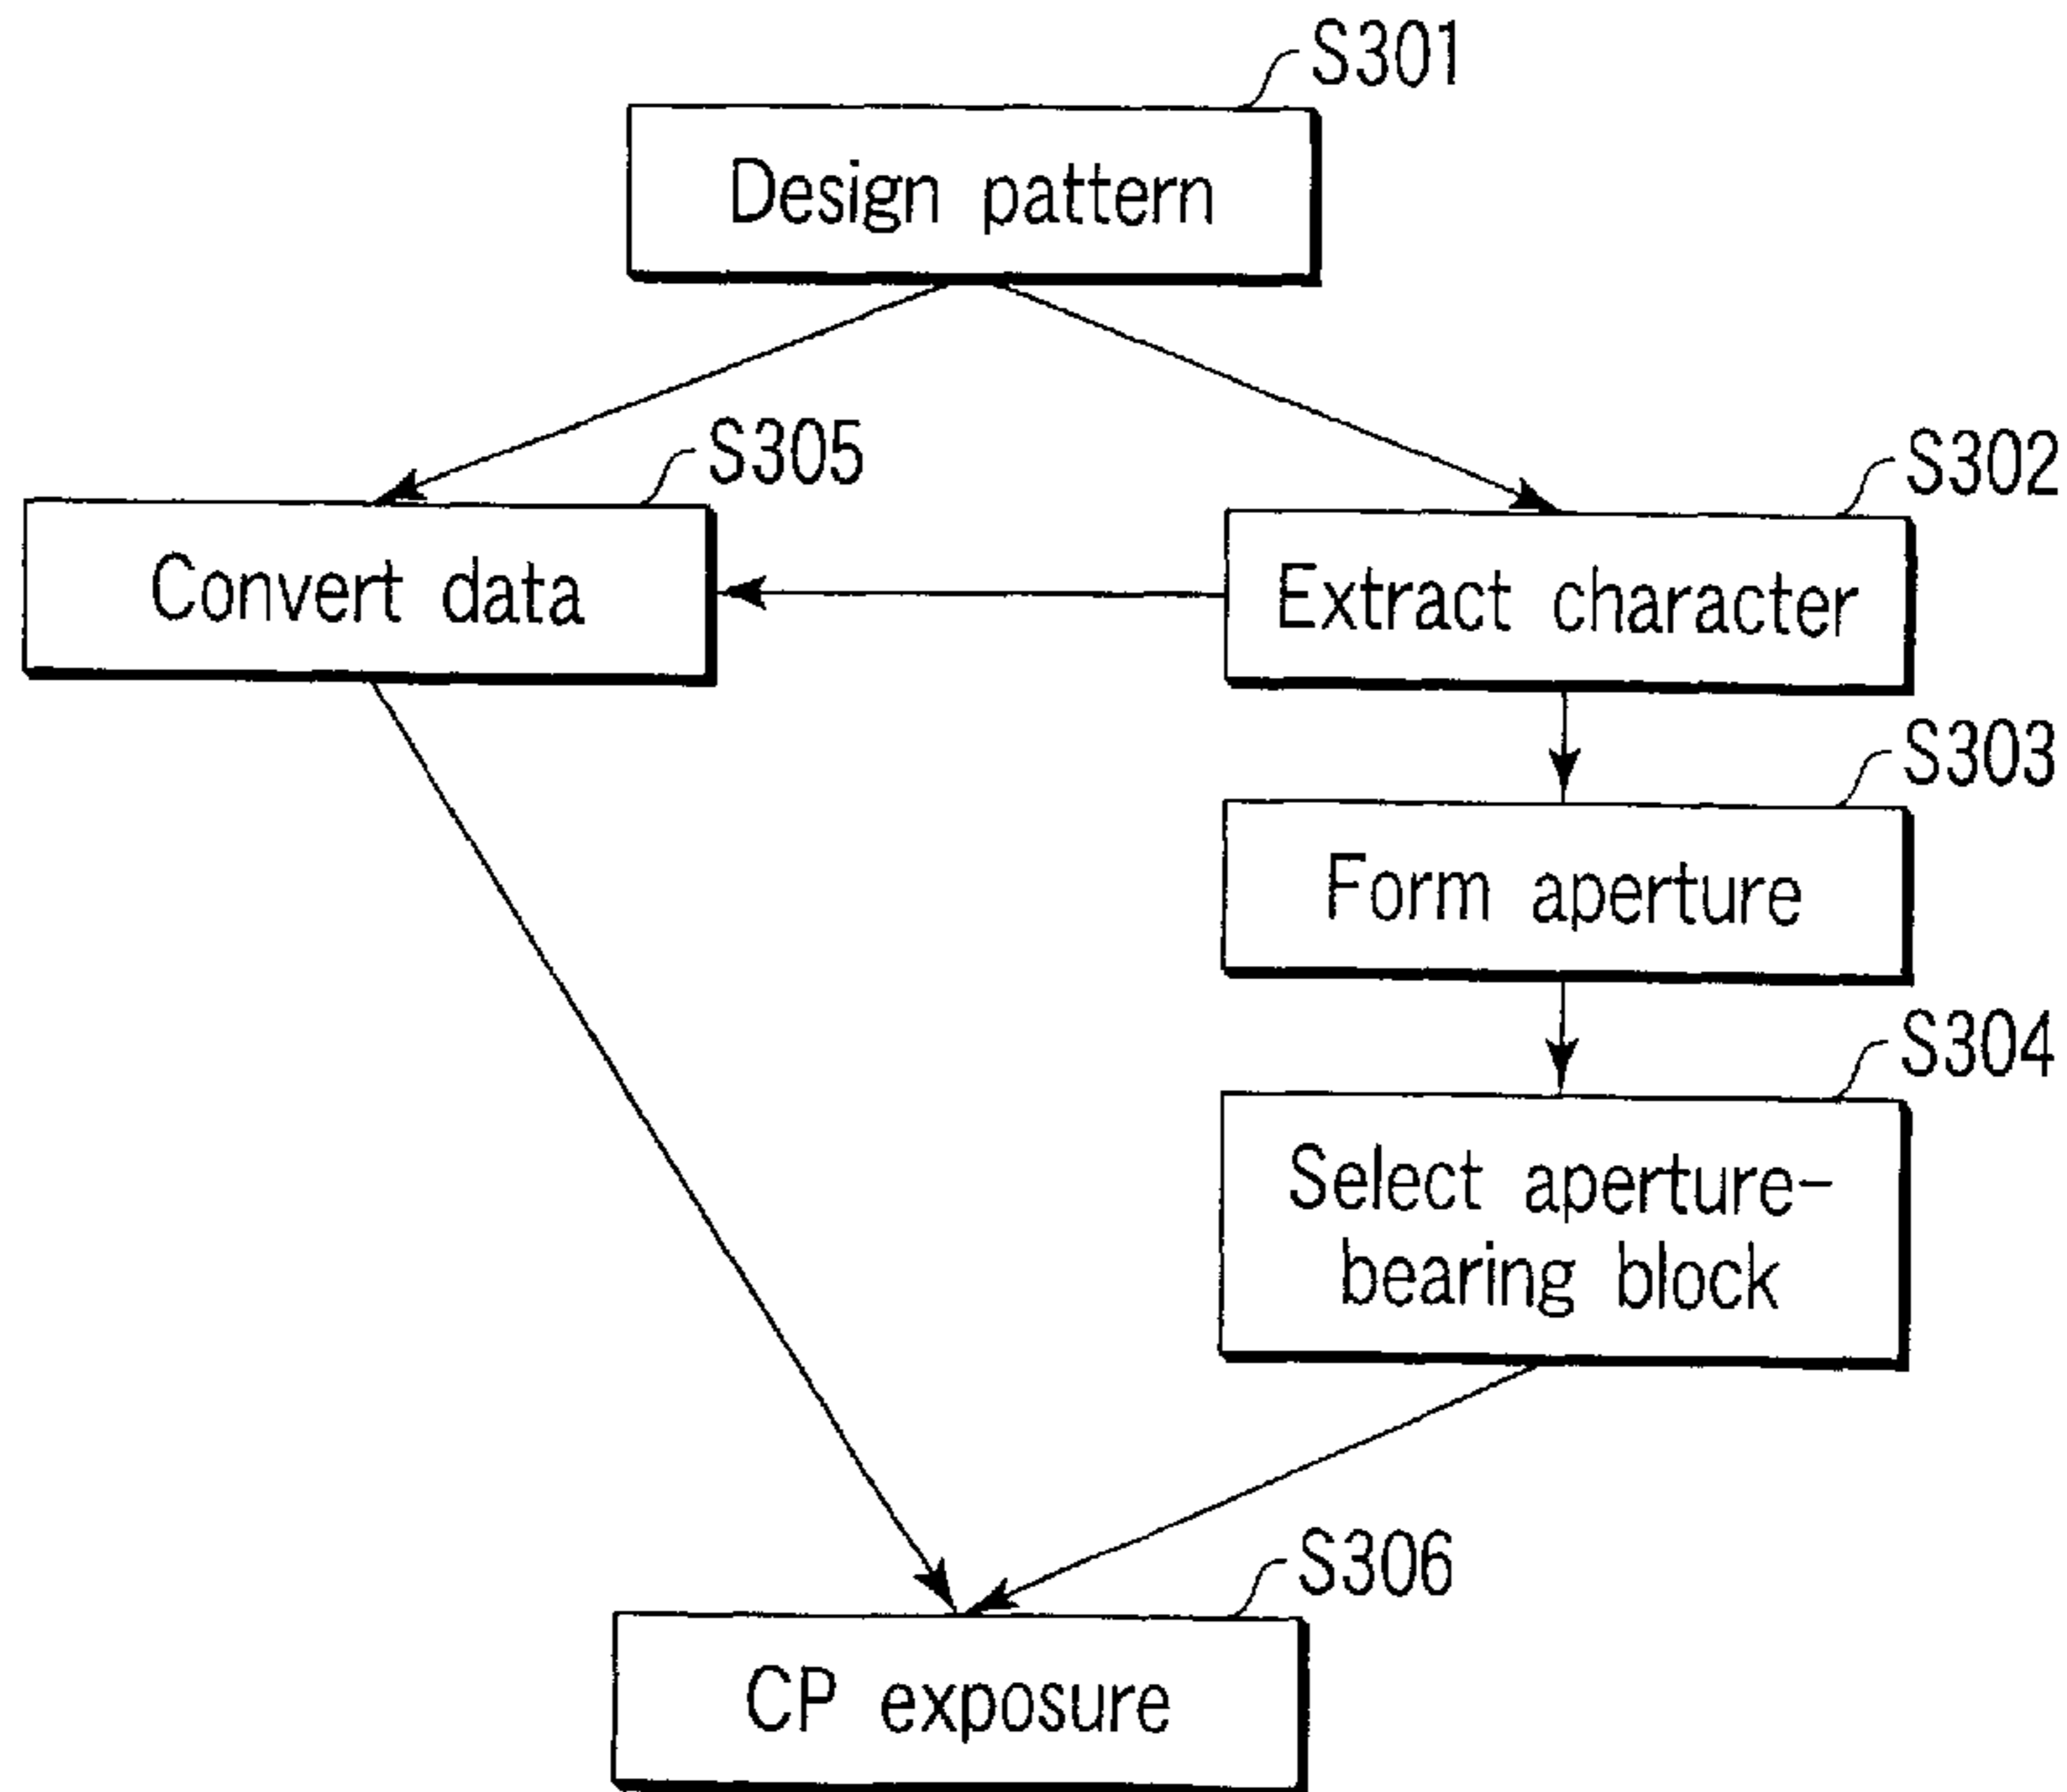 S301
Design pattern
S305
Convert data
S302
Extract character
S303
Form aperture
S304
Select aperture-
bearing block
S306
CP exposure